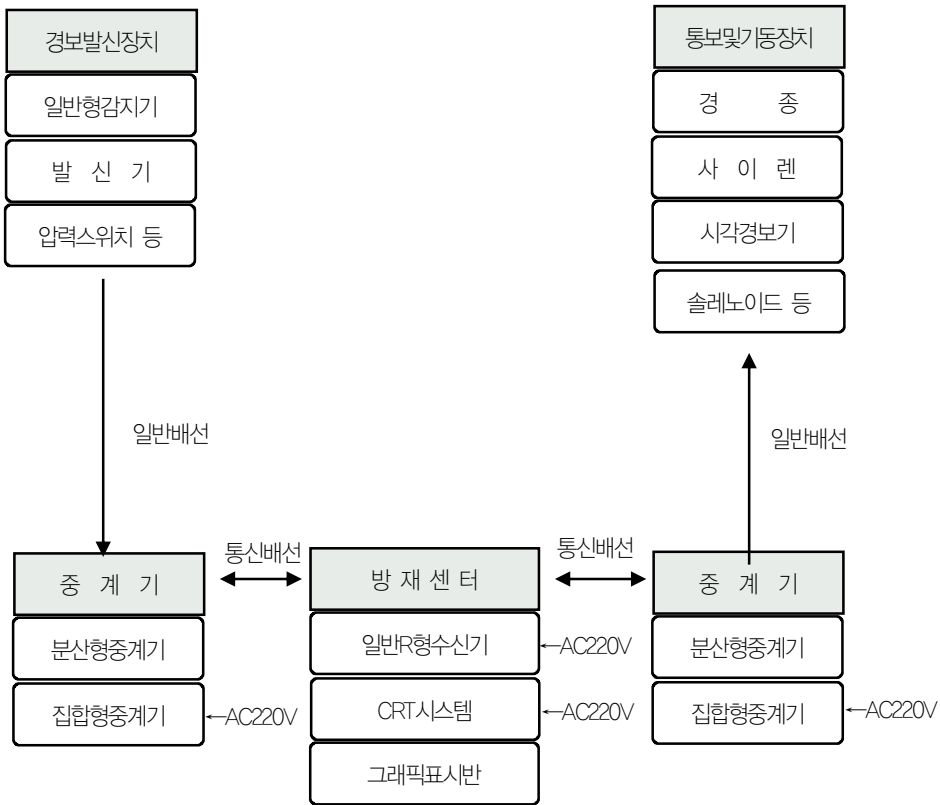 경보발신장치
일반형감지기
발 신 기
압력스위치 등
통보및기동장치
경 종
사 이 렌
시각경보기
솔레노이드 등
일반배선
일반배선
중 계 기
분산형중계기
집합형중계기
←AC220V
통신배선
방 재 센 터
일반R형수신기
←AC220V
CRT시스템
←AC220V
그래픽표시반
통신배선
중 계 기
분산형중계기
집합형중계기
←AC220V